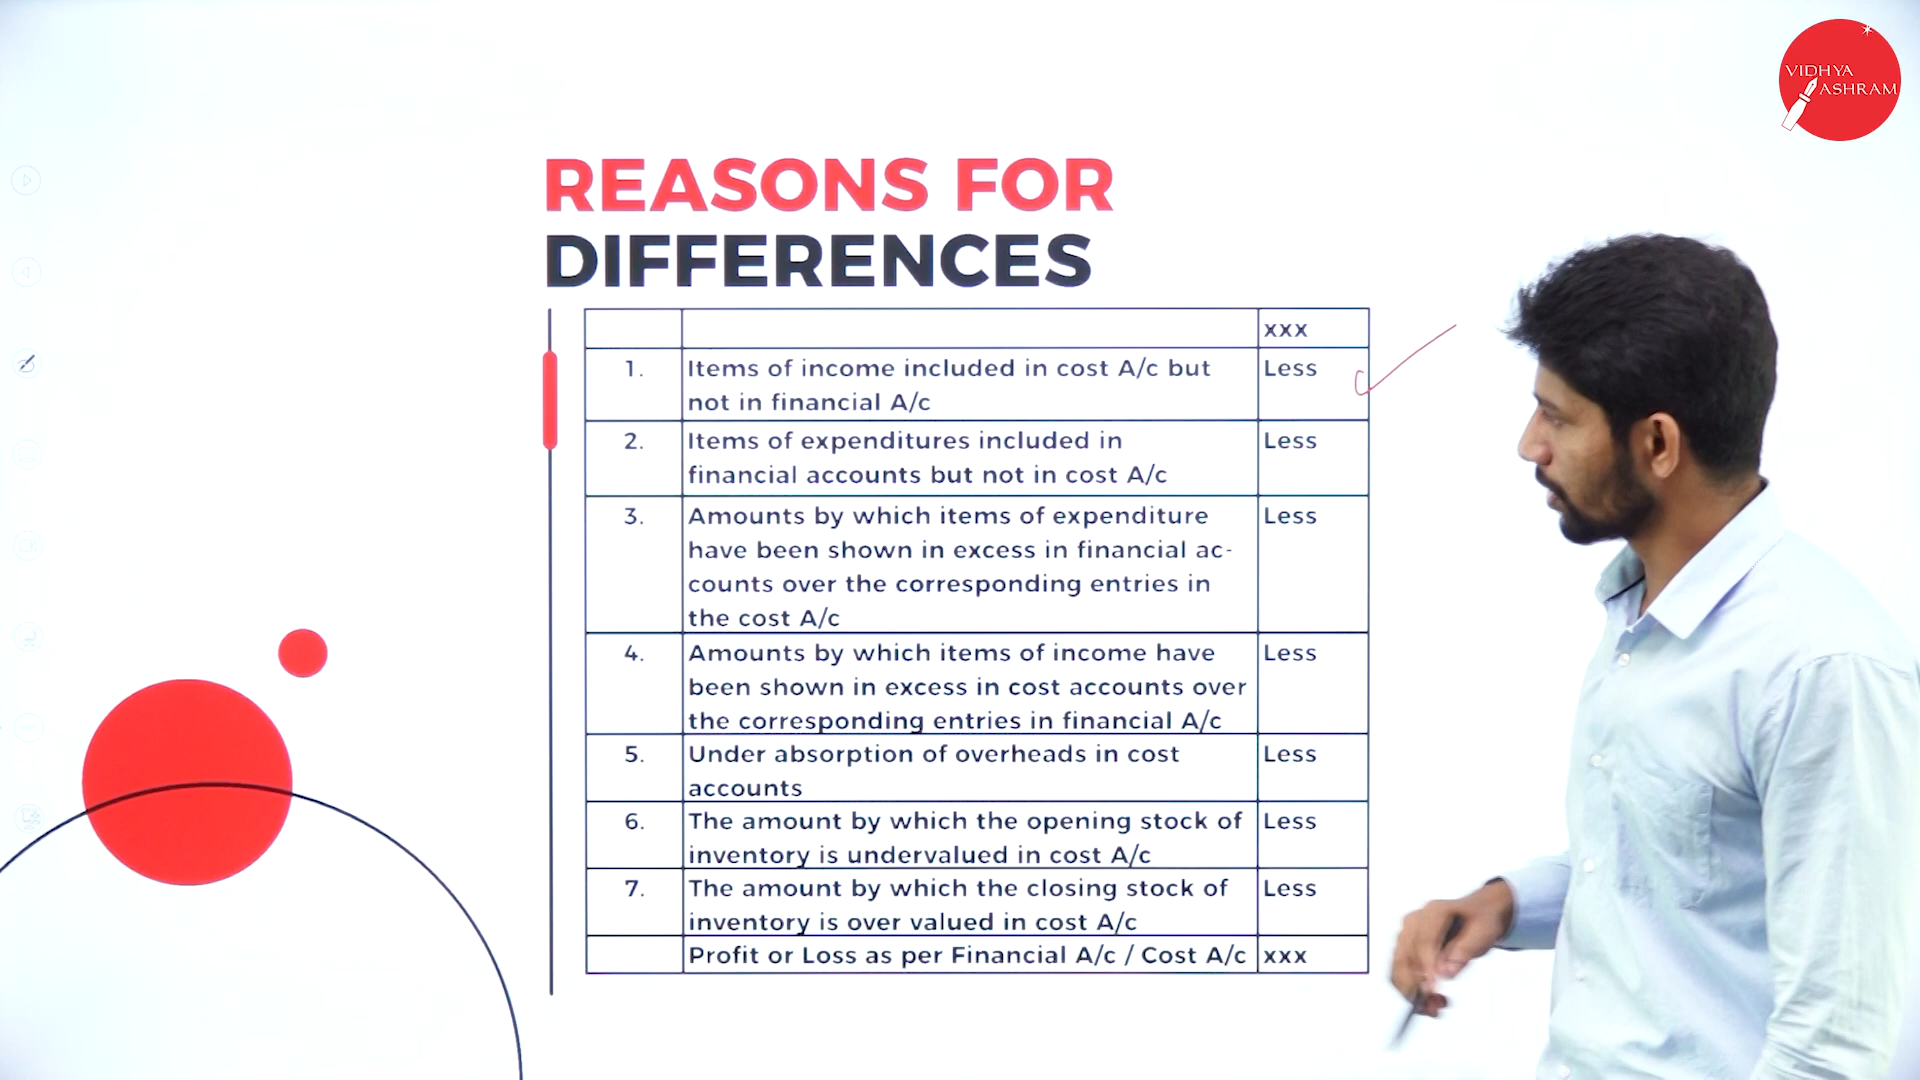 VIDHYA
ASHRAM
REASONS FOR
DIFFERENCES
xxx
1. Items of income included in cost A/c but Less
not in financial A/c
2. Items of expenditures included in Less
financial accounts but not in cost A/c
3. Amounts by which items of expenditure Less
have been shown in excess in financial ac-
counts over the corresponding entries in
the cost A/c
4. Amounts by which items of income have Less
been shown in excess in cost accounts over
the corresponding entries in financial A/c
5. Under absorption of overheads in cost Less
accounts
6. The amount by which the opening stock of Less
inventory is undervalued in cost A/c
7. The amount by which the closing stock of Less
inventory is over valued in cost A/c
Profit or Loss as per Financial A/c / Cost A/c xxx